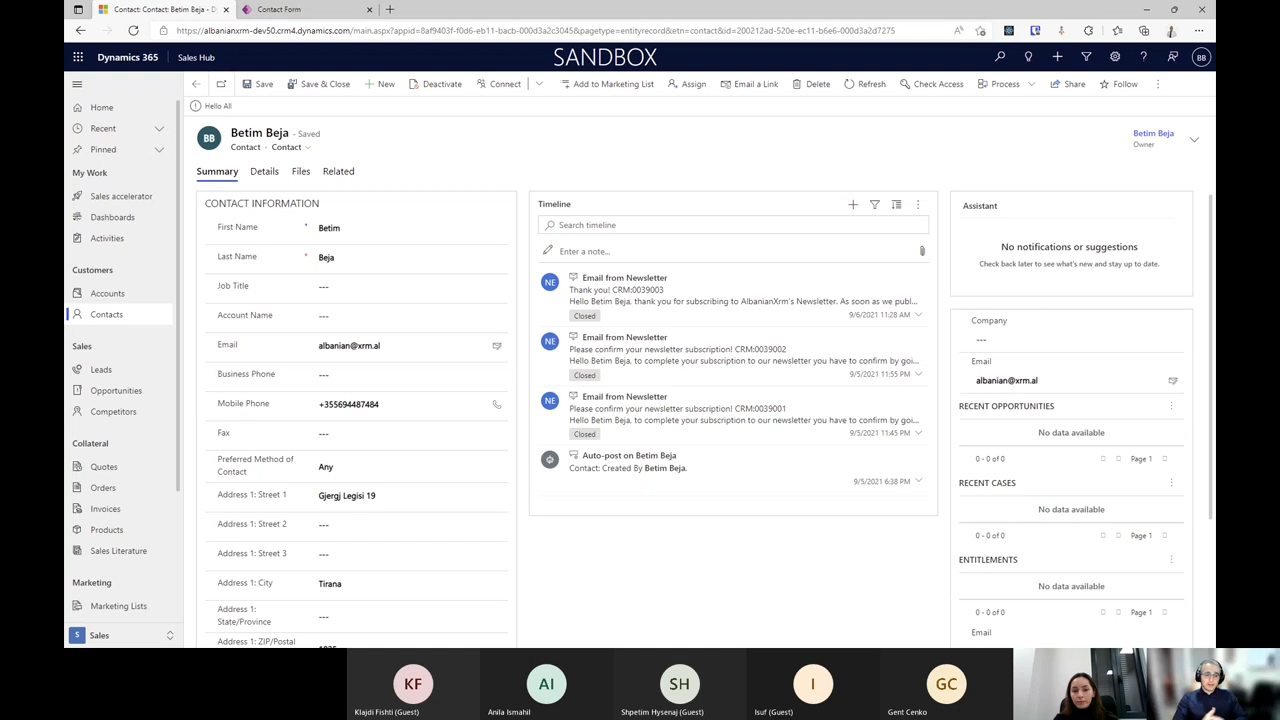 Contact: Contact: Betim Beja - S
Contact Form
https://albanianxrm-dev50.crm4.dynamics.com/main.aspx?appid=8af9403f-f0d6-eb11-bacb-000d3a2c3045&pagetype=entityrecord&etn=contact&id=200212ad-520e-ec11-b6e6-000d3a2d7275
Dynamics 365
Sales Hub
SANDBOX
BB
Save
Save & Close
New
Deactivate
Connect
Add to Marketing List
Assign
Email a Link
Delete
Refresh
Check Access
Process
Share
Follow
Hello All
Home
Recent
Pinned
My Work
Sales accelerator
Dashboards
Activities
Customers
Accounts
Contacts
Sales
Leads
Opportunities
Competitors
Collateral
Quotes
Orders
Invoices
Products
Sales Literature
Marketing
Marketing Lists
S
Sales
BB
Betim Beja - Saved
Contact · Contact
Betim Beja
Owner
Summary
Details
Files
Related
CONTACT INFORMATION
First Name * Betim
Last Name * Beja
Job Title ---
Account Name ---
Email albanian@xrm.al
Business Phone ---
Mobile Phone +355694487484
Fax ---
Preferred Method of
Contact
Any
Address 1: Street 1 Gjergj Legisi 19
Address 1: Street 2 ---
Address 1: Street 3 ---
Address 1: City Tirana
Address 1:
State/Province
---
Address 1: ZIP/Postal
Timeline
Search timeline
Enter a note...
NE
Email from Newsletter
Thank you! CRM:0039003
Hello Betim Beja, thank you for subscribing to AlbanianXrm's Newsletter. As soon as we publ...
Closed
9/6/2021 11:28 AM
NE
Email from Newsletter
Please confirm your newsletter subscription! CRM:0039002
Hello Betim Beja, to complete your subscription to our newsletter you have to confirm by goi...
Closed
9/5/2021 11:55 PM
NE
Email from Newsletter
Please confirm your newsletter subscription! CRM:0039001
Hello Betim Beja, to complete your subscription to our newsletter you have to confirm by goi...
Closed
9/5/2021 11:45 PM
Auto-post on Betim Beja
Contact: Created By Betim Beja.
9/5/2021 6:38 PM
Assistant
No notifications or suggestions
Check back later to see what's new and stay up to date.
Company
---
Email
albanian@xrm.al
RECENT OPPORTUNITIES
No data available
0 - 0 of 0
Page 1
RECENT CASES
No data available
0 - 0 of 0
Page 1
ENTITLEMENTS
No data available
0 - 0 of 0
Page 1
Email
KF
Klajdi Fishti (Guest)
AI
Anila Ismahil
SH
Shpetim Hysenaj (Guest)
I
Isuf (Guest)
GC
Gent Cenko